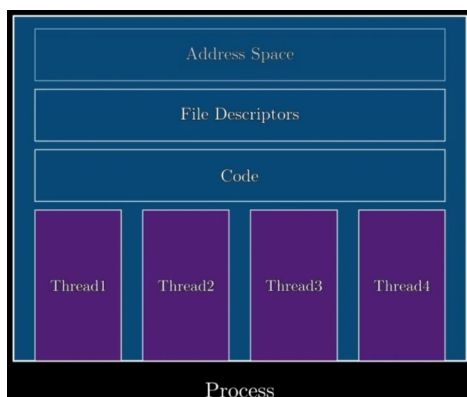 Address Space
File Descriptors
Code
Thread1 Thread2 Thread3 Thread4
Process